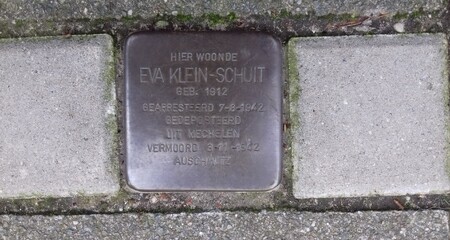 HIER WOONDE
EVA KLEIN-SCHUIT
GEB. 1912
GEARRESTEERD 7-8-1942
GEDEPORTEERD
UIT MECHELEN
VERMOORD
AUSCHWITZ